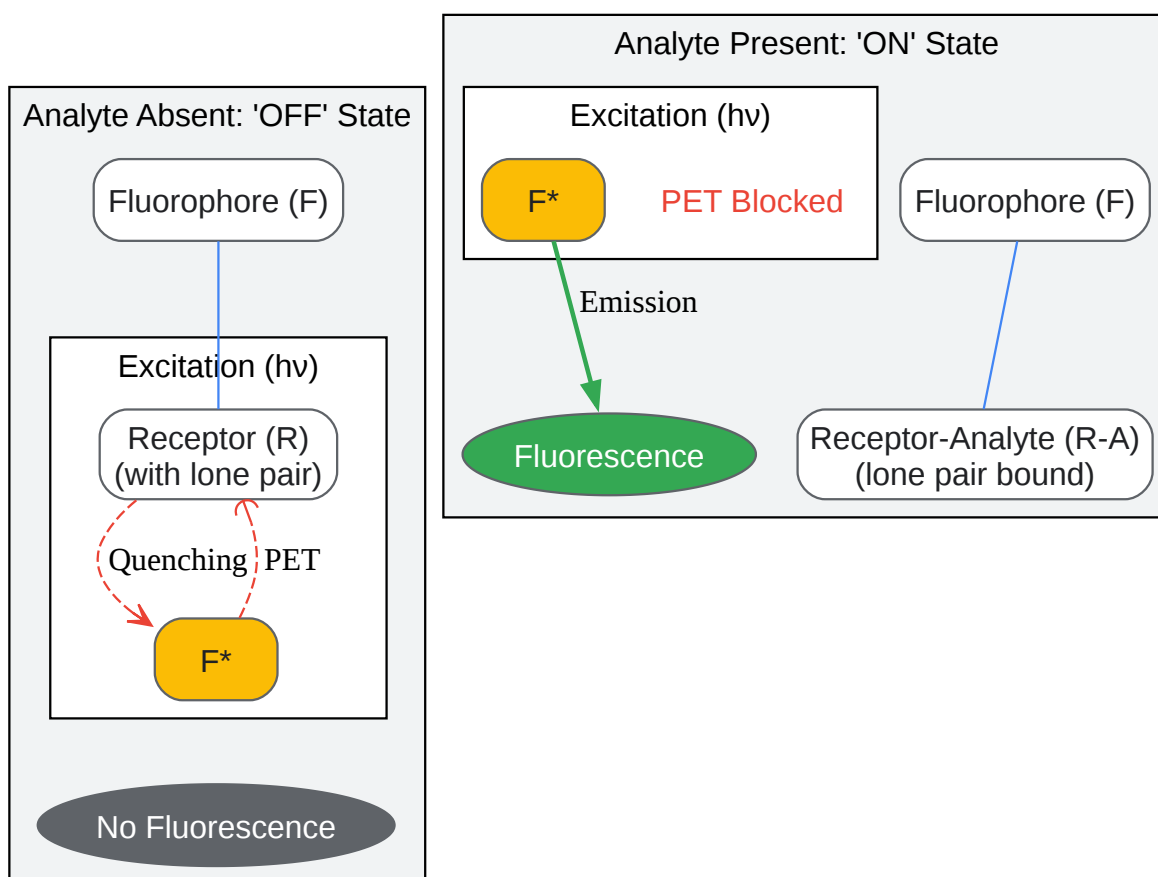 Analyte Absent: 'OFF' State
Fluorophore (F)
Excitation (hν)
Receptor (R)
(with lone pair)
Quenching
PET
F*
No Fluorescence
Analyte Present: 'ON' State
Excitation (hν)
F*
PET Blocked
Fluorophore (F)
Emission
Fluorescence
Receptor-Analyte (R-A)
(lone pair bound)